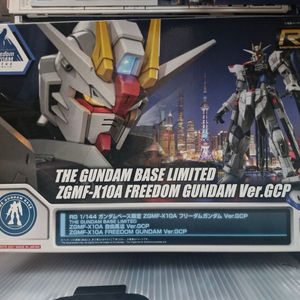 RG
THE GUNDAM BASE LIMITED
ZGMF-X10A FREEDOM GUNDAM Ver.GCP
RG 1/144 ガンダムベース限定 ZGMF-X10A フリーダムガンダム Ver.GCP
THE GUNDAM BASE LIMITED
ZGMF-X10A 自由高达 Ver.GCP
ZGMF-X10A FREEDOM GUNDAM Ver.GCP